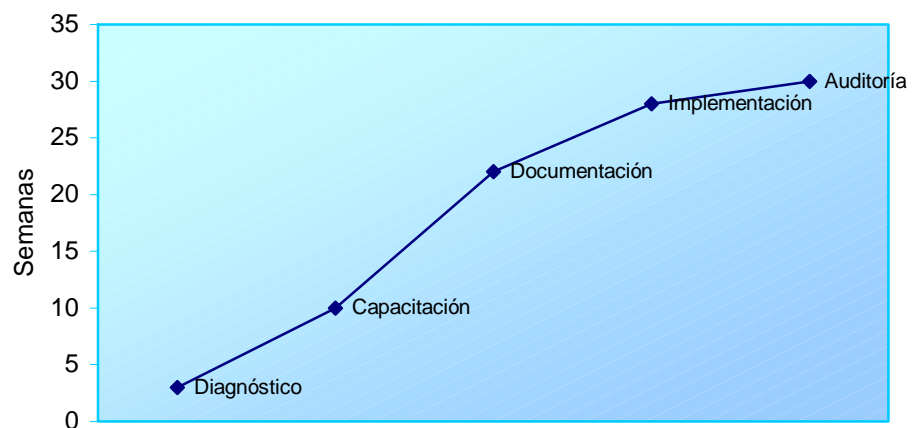 35
30
25
20
15
10
5
0
Semanas
Diagnóstico
Capacitación
Documentación
Implementación
Auditoría